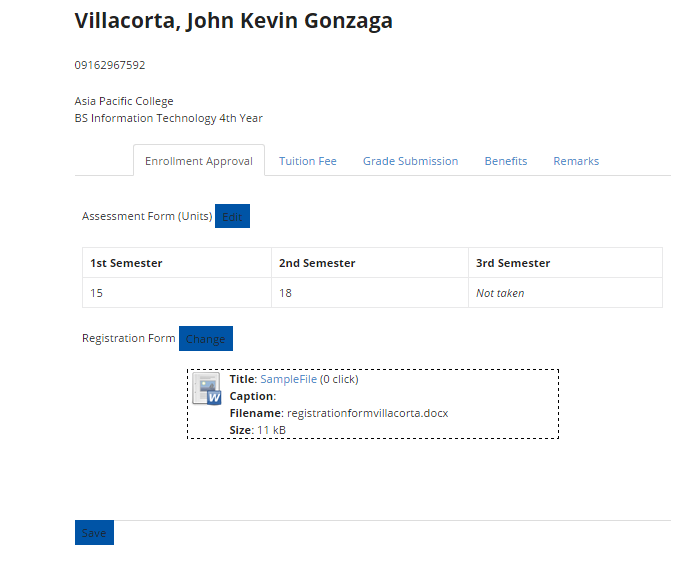 Villacorta, John Kevin Gonzaga
09162967592
Asia Pacific College
BS Information Technology 4th Year
Enrollment Approval Tuition Fee Grade Submission Benefits Remarks
Assessment Form (Units) Edit
1st Semester 2nd Semester 3rd Semester
15 18 Not taken
Registration Form Change
Title: SampleFile (0 click)
Caption:
Filename: registrationformvillacorta.docx
Size: 11 kB
Save